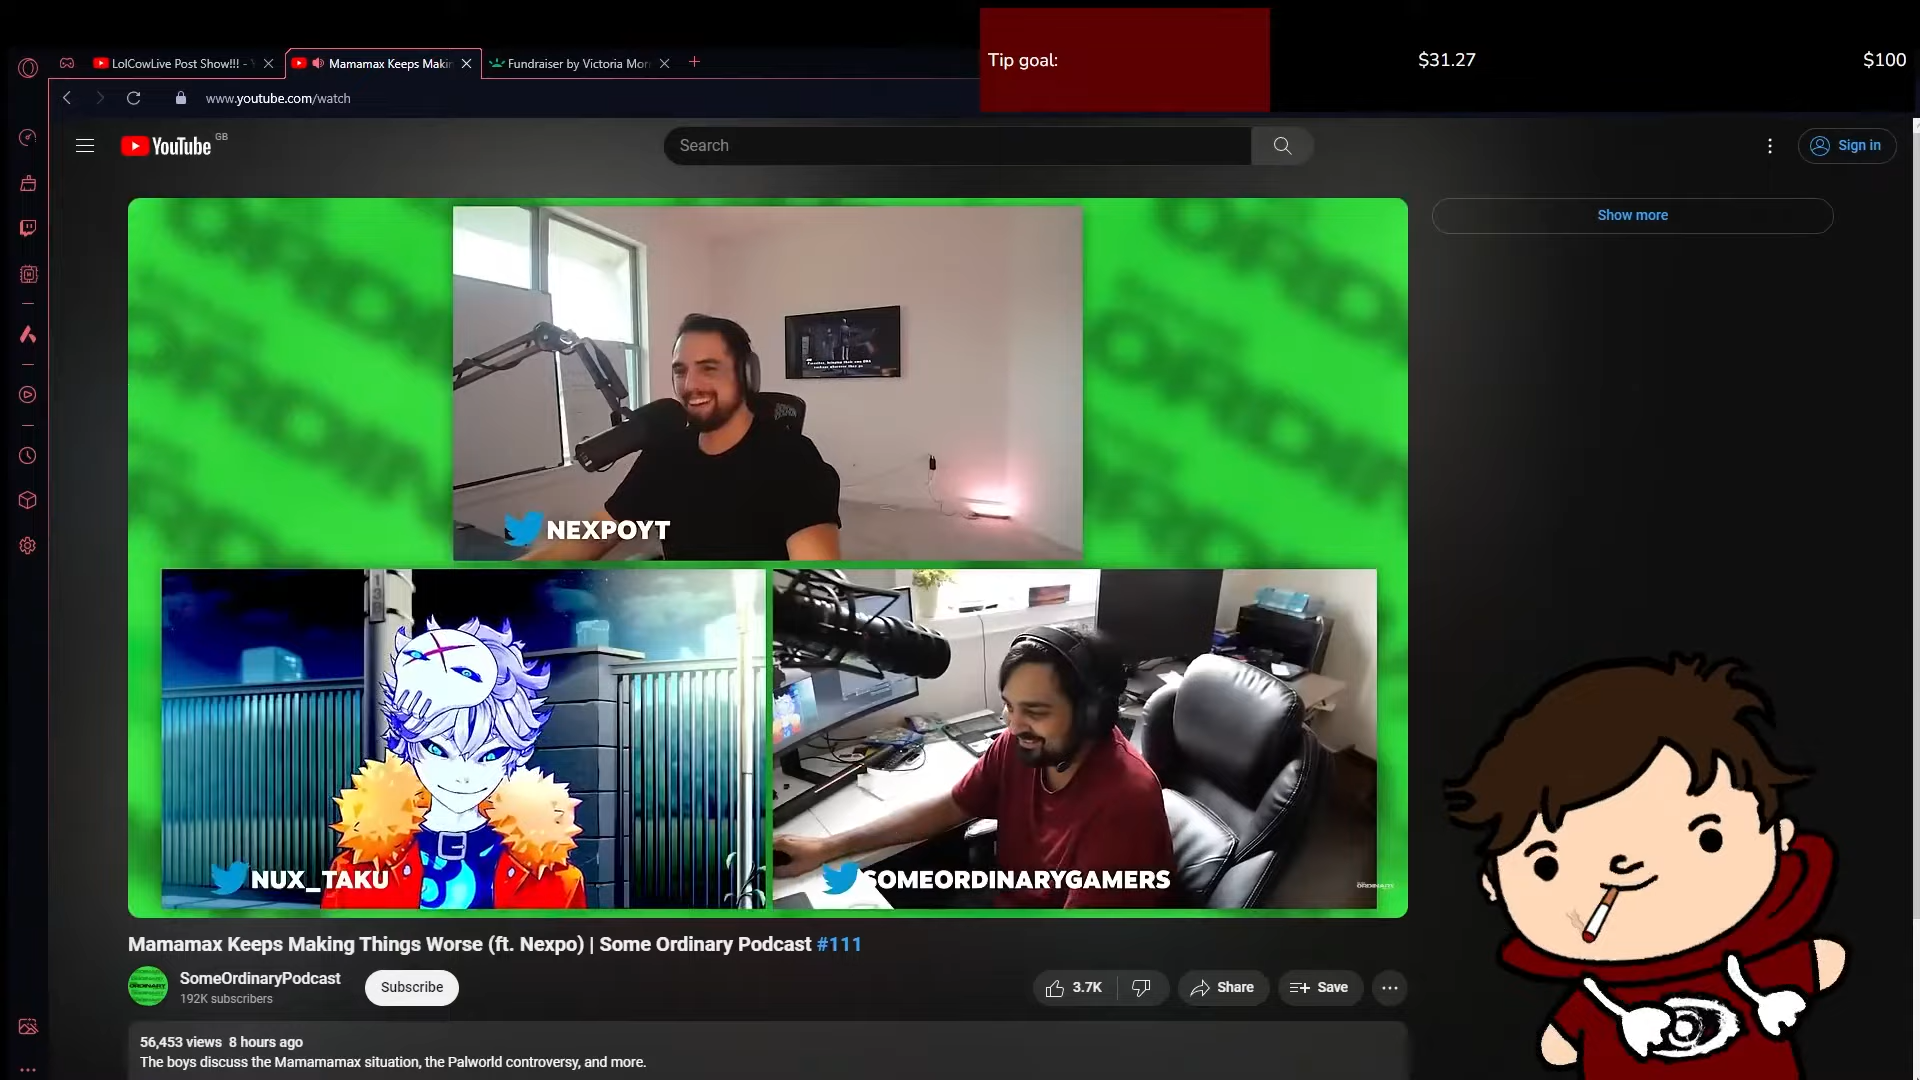 LolCowLive Post Show!!! -
Mamamax Keeps Makin
Fundraiser by Victoria Mor
Tip goal:
$31.27
$100
www.youtube.com/watch
YouTube
GB
Search
Sign in
Show more
NEXPOYT
NUX_TAKU
SOMEORDINARYGAMERS
Mamamax Keeps Making Things Worse (ft. Nexpo) | Some Ordinary Podcast #111
SomeOrdinaryPodcast
192K subscribers
Subscribe
3.7K
Share
Save
56,453 views 8 hours ago
The boys discuss the Mamamamax situation, the Palworld controversy, and more.